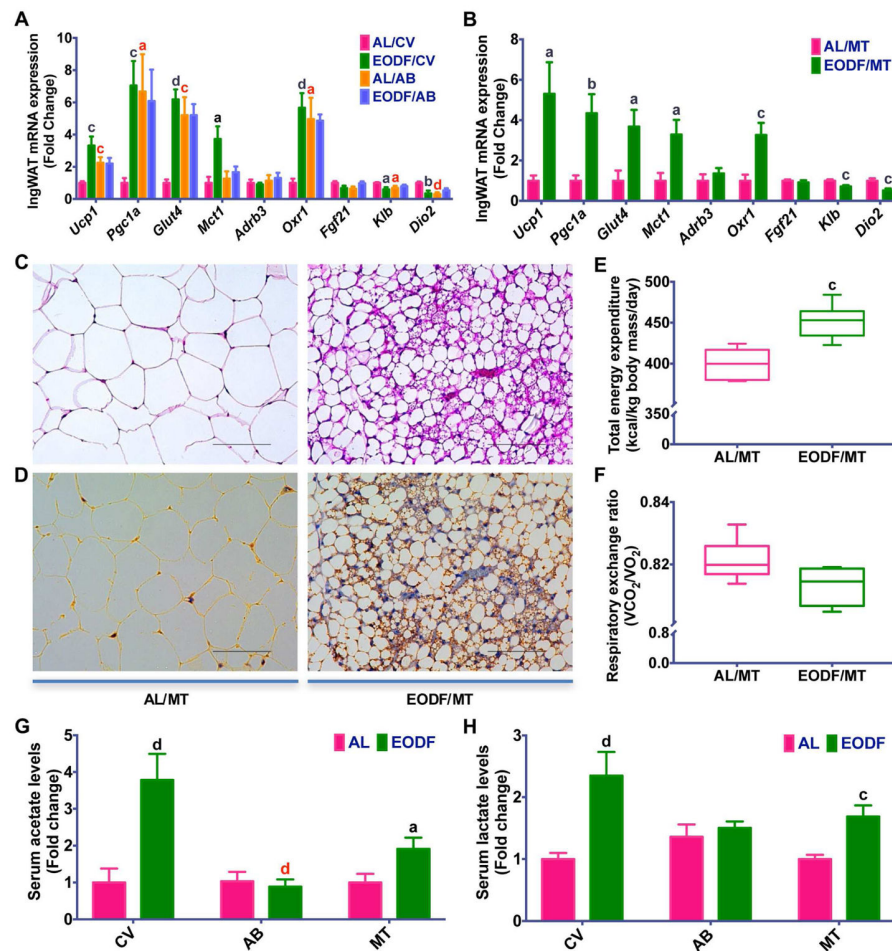 A
IngWAT mRNA expression
(Fold Change)
10
8
6
4
2
0
c
c
c
a
d
c
a
d
a
a
a
b
d
AL/CV
EODF/CV
AL/AB
EODF/AB
Ucp1
Pgc1a
Glut4
Mct1
Adrb3
Oxr1
Fgf21
Klb
Dio2
B
IngWAT mRNA expression
(Fold Change)
8
6
4
2
0
a
b
a
a
c
c
c
AL/MT
EODF/MT
Ucp1
Pgc1a
Glut4
Mct1
Adrb3
Oxr1
Fgf21
Klb
Dio2
C
D
AL/MT
EODF/MT
E
Total energy expenditure
(kcal/kg body mass/day)
500
450
400
350
0
c
AL/MT
EODF/MT
F
Respiratory exchange ratio
(VCO2/VO2)
0.84
0.82
0.8
0.0
AL/MT
EODF/MT
G
Serum acetate levels
(Fold change)
5
4
3
2
1
0
d
d
a
AL
EODF
CV
AB
MT
H
Serum lactate levels
(Fold change)
3
2
1
0
d
c
AL
EODF
CV
AB
MT